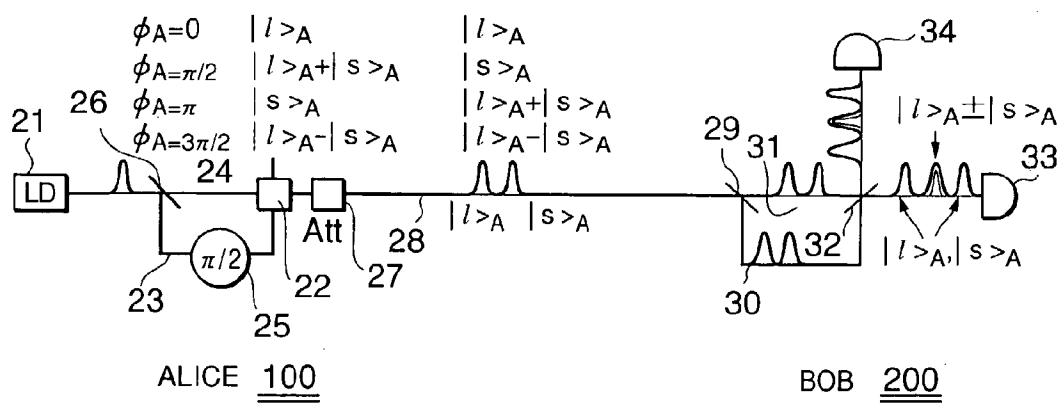 ϕA=0 | l >A | l >A
ϕA=π/2 | l >A+| s >A | s >A
ϕA=π | s >A | l >A+| s >A
ϕA=3π/2 | l >A−| s >A | l >A−| s >A
34
26
21
24
29
31
| l >A±| s >A
33
LD
Att
28
| l >A | s >A
32
| l >A,| s >A
π/2
23
25
22
27
30
ALICE 100
BOB 200